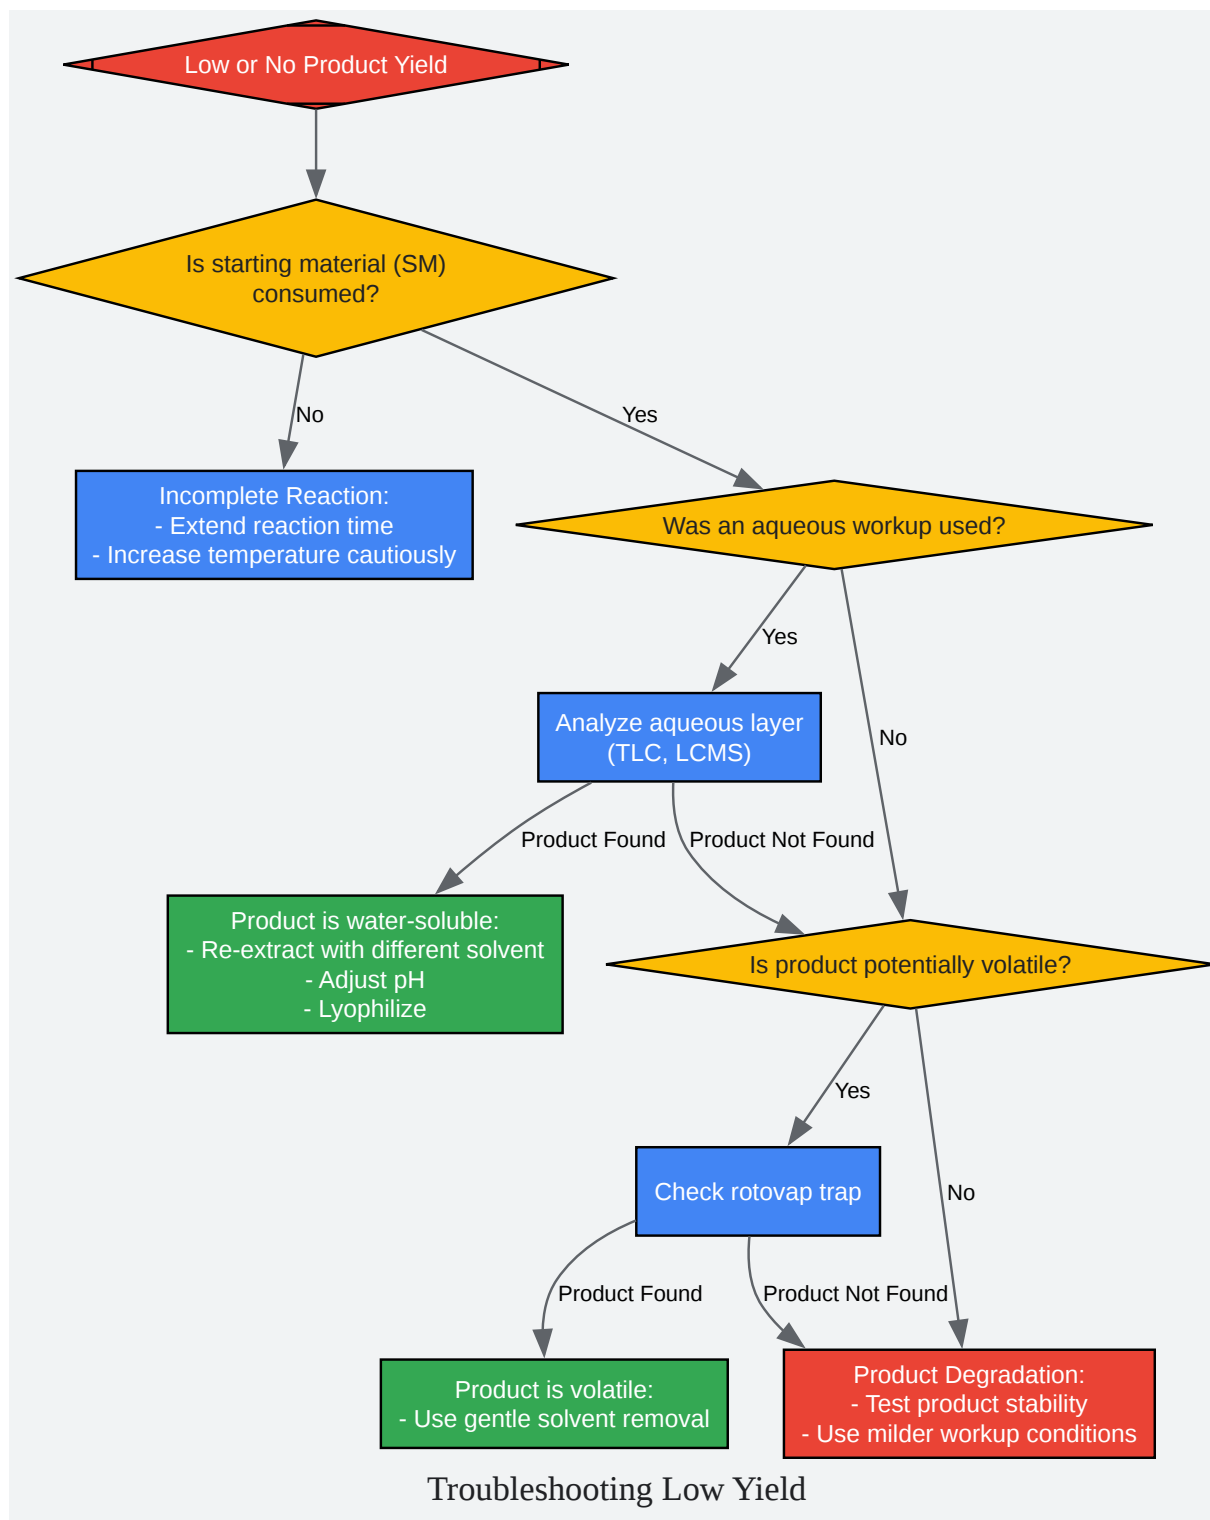 Low or No Product Yield
Is starting material (SM)
consumed?
No
Yes
Incomplete Reaction:
- Extend reaction time
- Increase temperature cautiously
Was an aqueous workup used?
Yes
No
Analyze aqueous layer
(TLC, LCMS)
Product Found
Product Not Found
Product is water-soluble:
- Re-extract with different solvent
- Adjust pH
- Lyophilize
Is product potentially volatile?
Yes
No
Check rotovap trap
Product Found
Product Not Found
Product is volatile:
- Use gentle solvent removal
Product Degradation:
- Test product stability
- Use milder workup conditions
Troubleshooting Low Yield